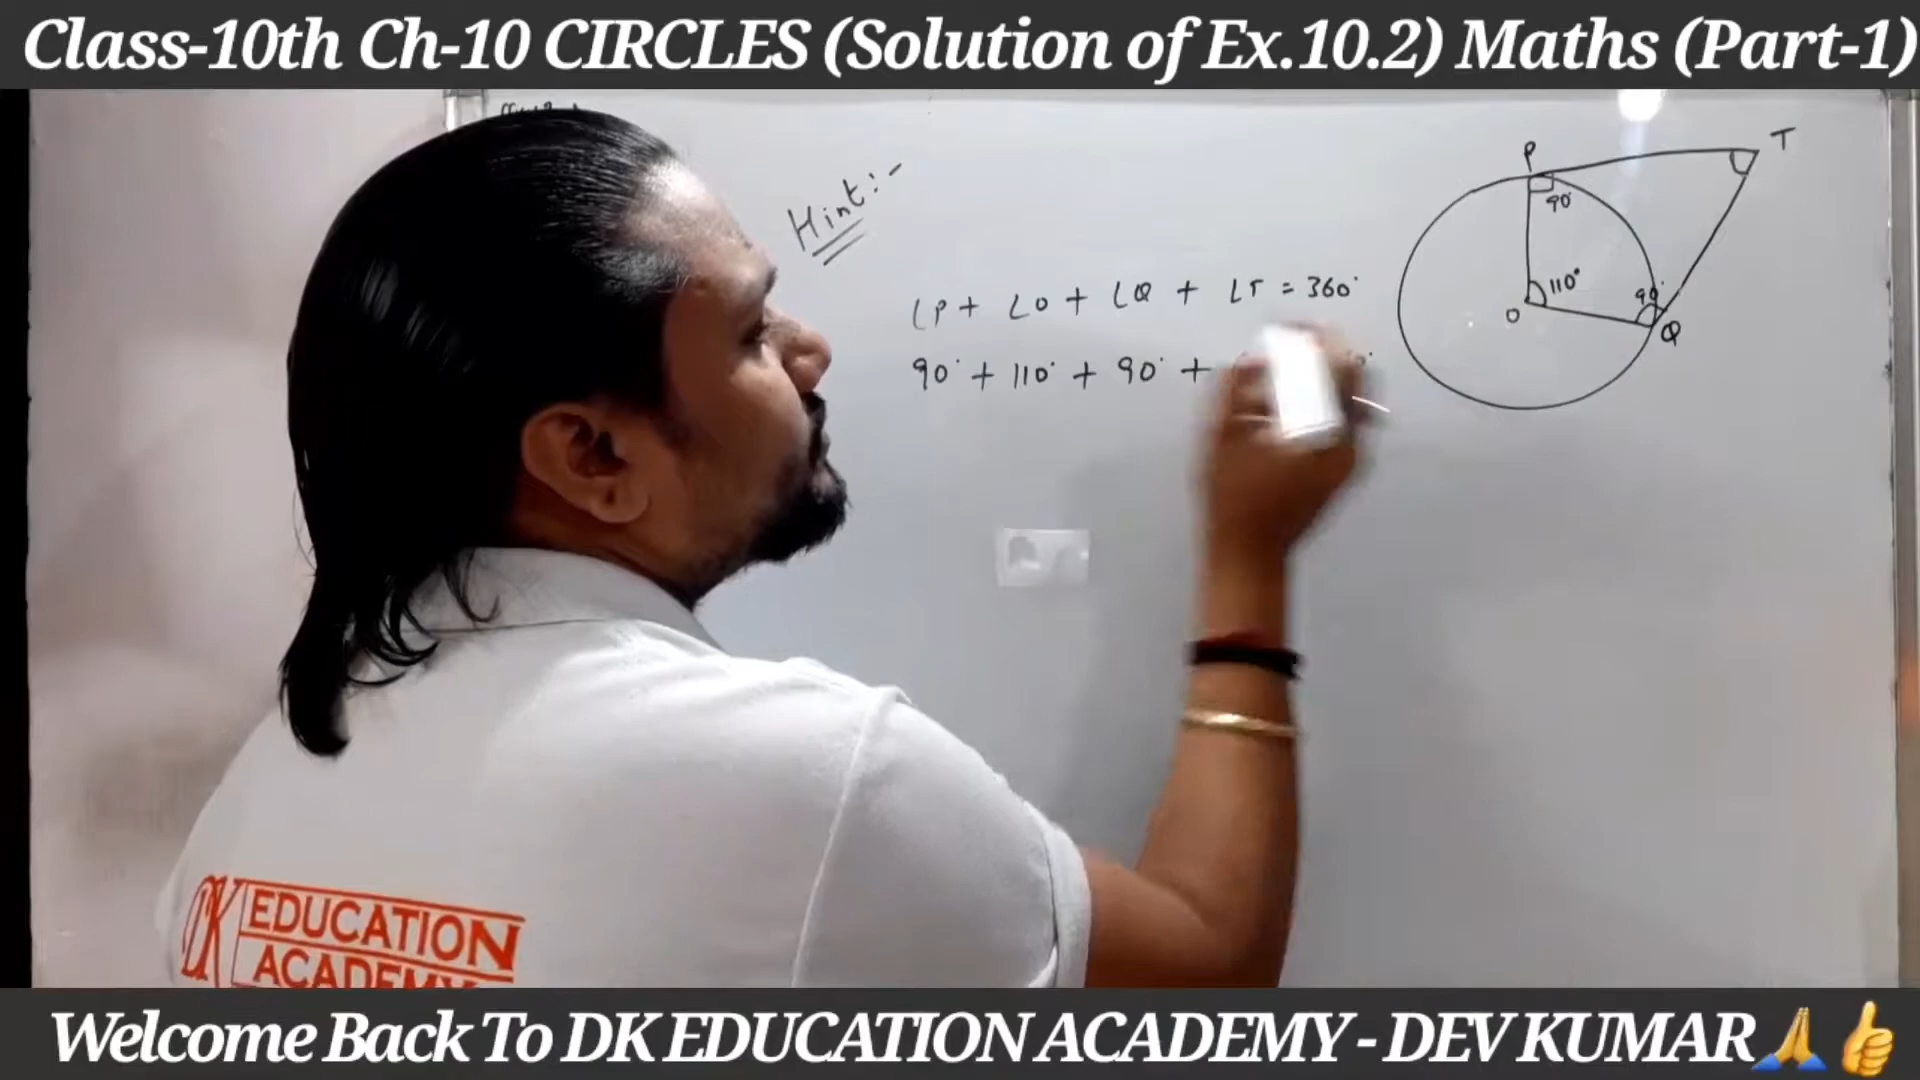 Class-10th Ch-10 CIRCLES (Solution of Ex.10.2) Maths (Part-1)
Hint:-
∠P + ∠O + ∠Q + ∠T = 360°
90° + 110° + 90° +
P
T
90°
110°
90°
O
Q
DK EDUCATION
ACADEMY
Welcome Back To DK EDUCATION ACADEMY - DEV KUMAR🙏👍